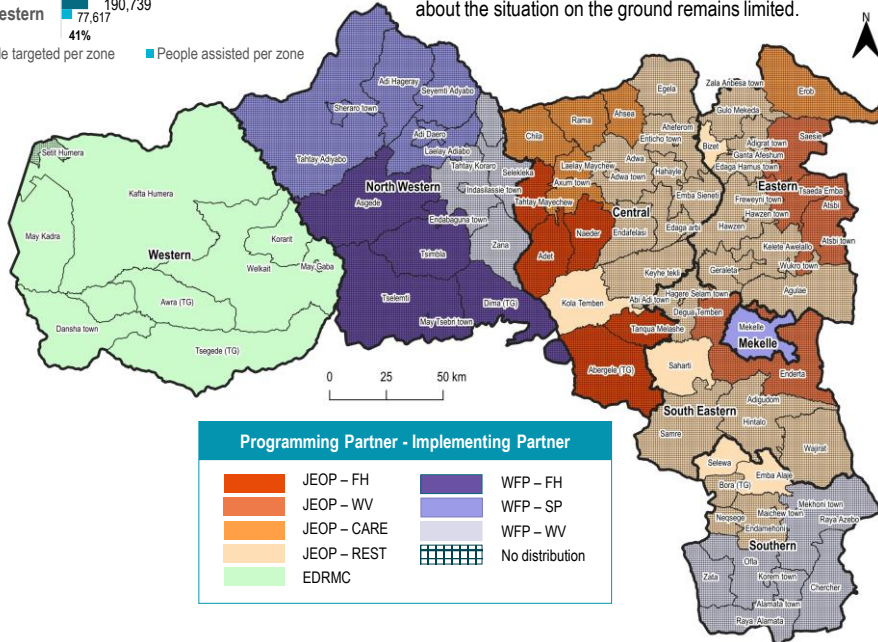 estern
190,739
77,617
41%
le targeted per zone
People assisted per zone
about the situation on the ground remains limited.
N
Adi Hageray
Seyemti Adyabo
Sheraro town
Adi Daero
Laelay Adiabo
Tahtay Adiyabo
Tahtay Koraro
Selekleka
North Western
Indasilassie town
Asgede
Endabaguna town
Zana
Tsimbla
Tselemti
Dima (TG)
May Tsebri town
Setit Humera
Kafta Humera
May Kadra
Western
Korarit
Welkait
May Gaba
Awra (TG)
Dansha town
Tsegede (TG)
Egela
Chila
Rama
Ahsea
Aheferom
Enticho town
Adwa
Laelay Maychew
Adwa town
Hahayle
Axum town
Tahtay Mayechew
Emba Sieneti
Central
Naeder
Endafelasi
Edaga arbi
Adet
Keyhe tekli
Kola Temben
Abi Adi town
Tanqua Melashe
Abergele (TG)
Zala Anbesa town
Erob
Gulo Mekeda
Saesie
Bizet
Adigrat town
Ganta Afeshum
Edaga Hamus town
Eastern
Tsaeda Emba
Freweyni town
Hawzen town
Atsbi
Hawzen
Atsbi town
Kelete Awelallo
Wukro town
Geraleta
Agulae
Hagere Selam town
Degua Temben
Mekelle
Mekelle
Saharti
Enderta
Adigudom
South Eastern
Hintalo
Samre
Wajirat
Selewa
Emba Alaje
Bora (TG)
Mekhoni town
Neqsege
Maichew town
Raya Azebo
Endamehoni
Southern
Ofla
Zata
Korem town
Chercher
Alamata town
Raya Alamata
0 25 50 km
Programming Partner - Implementing Partner
JEOP – FH
JEOP – WV
JEOP – CARE
JEOP – REST
EDRMC
WFP – FH
WFP – SP
WFP – WV
No distribution